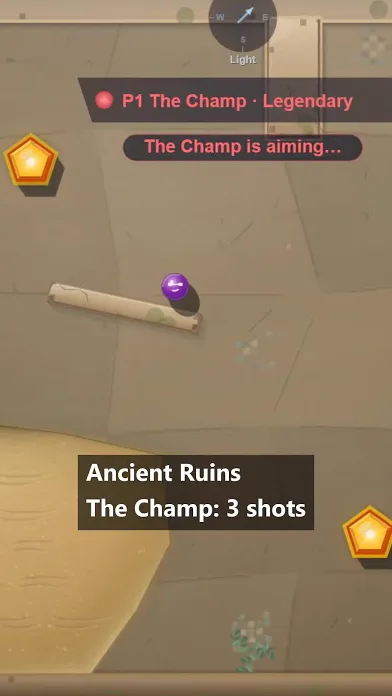 W E
S
Light
P1 The Champ · Legendary
The Champ is aiming...
Ancient Ruins
The Champ: 3 shots